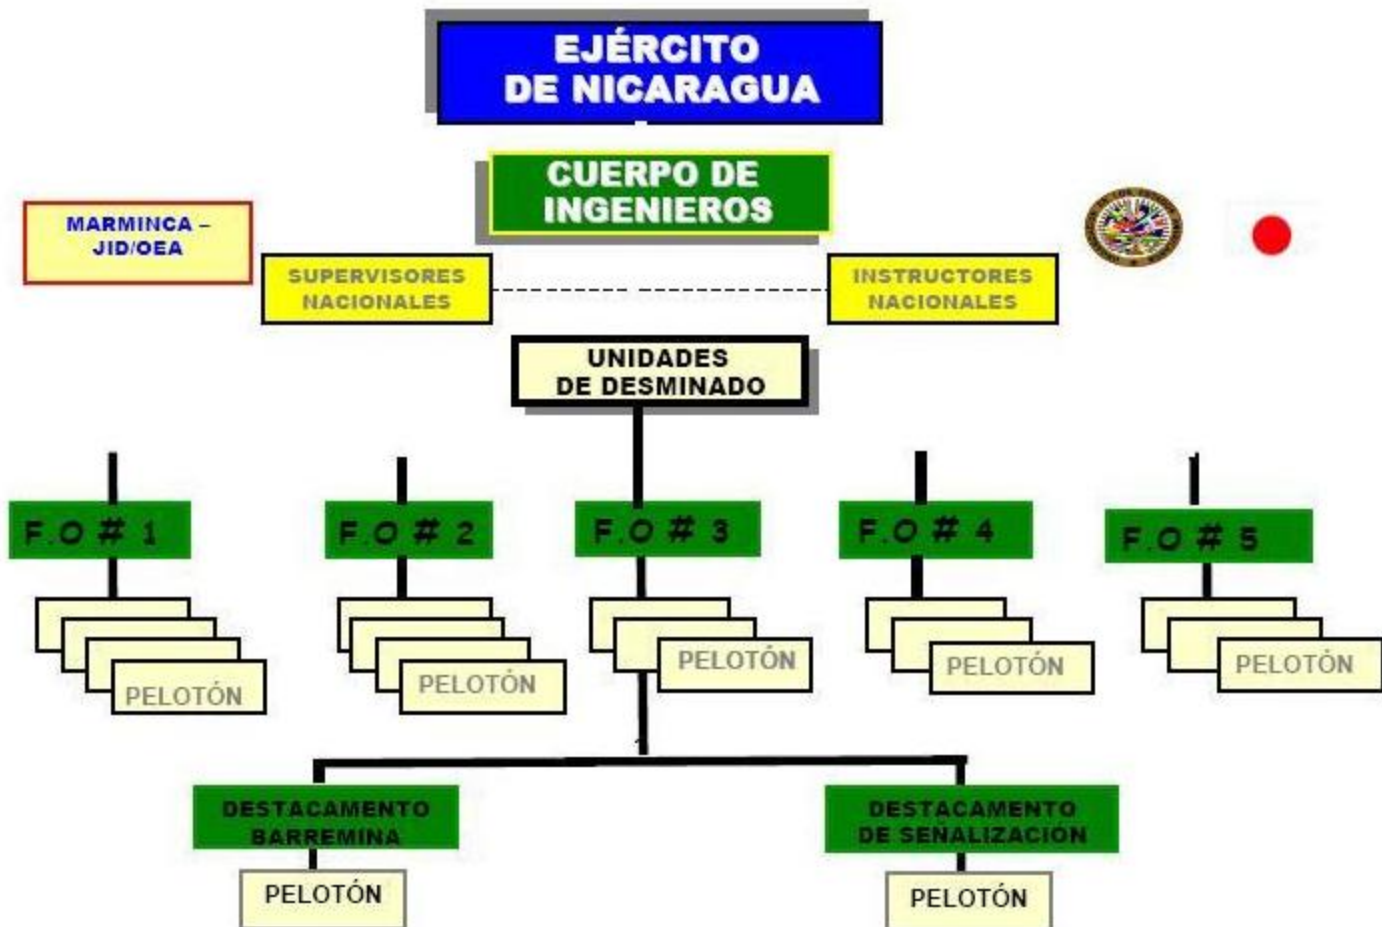 EJÉRCITO
DE NICARAGUA
CUERPO DE
INGENIEROS
MARMINCA –
JID/OEA
SUPERVISORES
NACIONALES
INSTRUCTORES
NACIONALES
UNIDADES
DE DESMINADO
F.O # 1
F.O # 2
F.O # 3
F.O # 4
F.O # 5
PELOTÓN
PELOTÓN
PELOTÓN
PELOTÓN
PELOTÓN
DESTACAMENTO
BARREMINA
DESTACAMENTO
DE SEÑALIZACIÓN
PELOTÓN
PELOTÓN